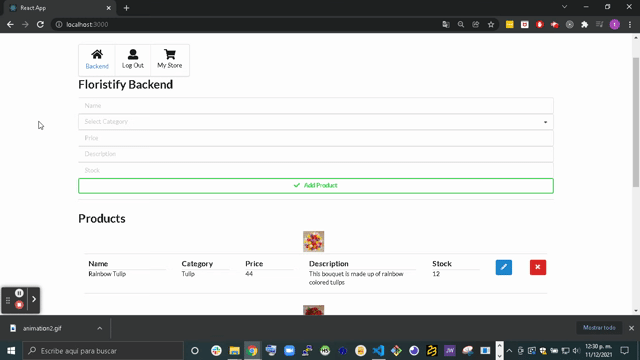 React App
localhost:3000
Backend
Log Out
My Store
Floristify Backend
Name
Select Category
Price
Description
Stock
Add Product
Products
Name Category Price Description Stock
Rainbow Tulip Tulip 44 This bouquet is made up of rainbow 12
colored tulips
animation2.gif
Mostrar todo
Escribe aquí para buscar
12:30 p. m.
11/12/2021